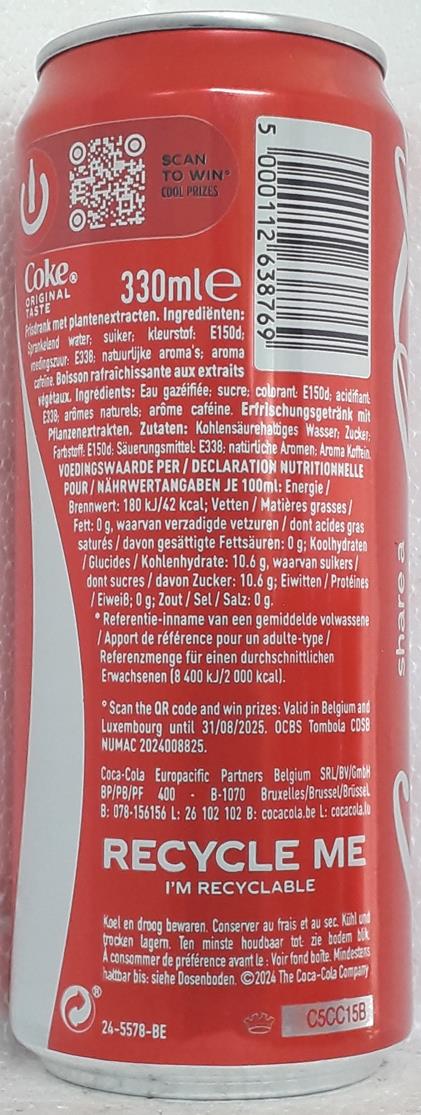 SCAN
TO WIN°
COOL PRIZES
5 000112 638769
Coke®
ORIGINAL
TASTE
330ml e
Frisdrank met plantenextracten. Ingrediënten:
Sprankelend water; suiker; kleurstof: E150d;
voedingszuur: E338; natuurlijke aroma's; aroma
cafeïne. Boisson rafraîchissante aux extraits
végétaux. Ingredients: Eau gazéifiée; sucre; colorant: E150d; acidifiant:
E338; arômes naturels; arôme caféine. Erfrischungsgetränk mit
Pflanzenextrakten. Zutaten: Kohlensäurehaltiges Wasser; Zucker;
Farbstoff: E150d; Säuerungsmittel: E338; natürliche Aromen; Aroma Koffein.
VOEDINGSWAARDE PER / DECLARATION NUTRITIONNELLE
POUR / NÄHRWERTANGABEN JE 100ml: Energie /
Brennwert: 180 kJ/42 kcal; Vetten / Matières grasses /
Fett: 0 g, waarvan verzadigde vetzuren / dont acides gras
saturés / davon gesättigte Fettsäuren: 0 g; Koolhydraten
/ Glucides / Kohlenhydrate: 10.6 g, waarvan suikers /
dont sucres / davon Zucker: 10.6 g; Eiwitten / Protéines
/ Eiweiß: 0 g; Zout / Sel / Salz: 0 g.
* Referentie-inname van een gemiddelde volwassene
/ Apport de référence pour un adulte-type /
Referenzmenge für einen durchschnittlichen
Erwachsenen (8 400 kJ/2 000 kcal).
share a
°Scan the QR code and win prizes: Valid in Belgium and
Luxembourg until 31/08/2025. OCBS Tombola CDSB
NUMAC 2024008825.
Coca-Cola Europacific Partners Belgium SRL/BV/GmbH
BP/PB/PF 400 - B-1070 Bruxelles/Brussel/Brüssel.
B: 078-156156 L: 26 102 102 B: cocacola.be L: cocacola.lu
RECYCLE ME
I'M RECYCLABLE
Koel en droog bewaren. Conserver au frais et au sec. Kühl und
trocken lagern. Ten minste houdbaar tot: zie bodem blik.
À consommer de préférence avant le : Voir fond boîte. Mindestens
haltbar bis: siehe Dosenboden. ©2024 The Coca-Cola Company
®
24-5578-BE
C5CC15B